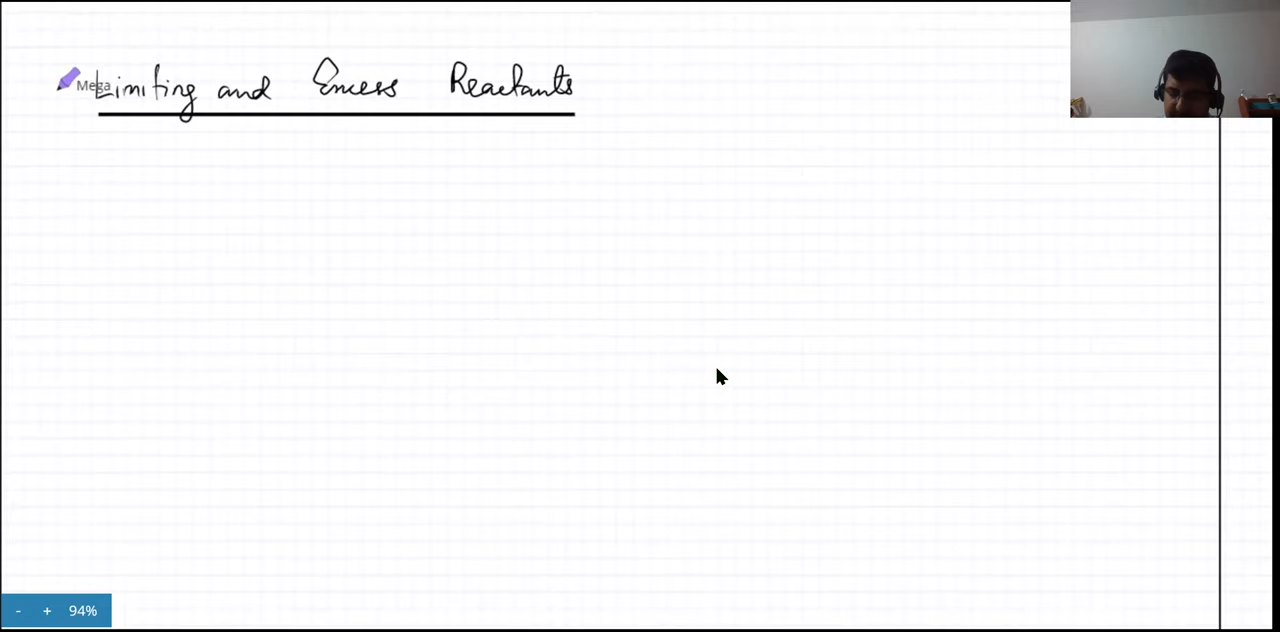 Limiting and Excess Reactants
Mega
- + 94%